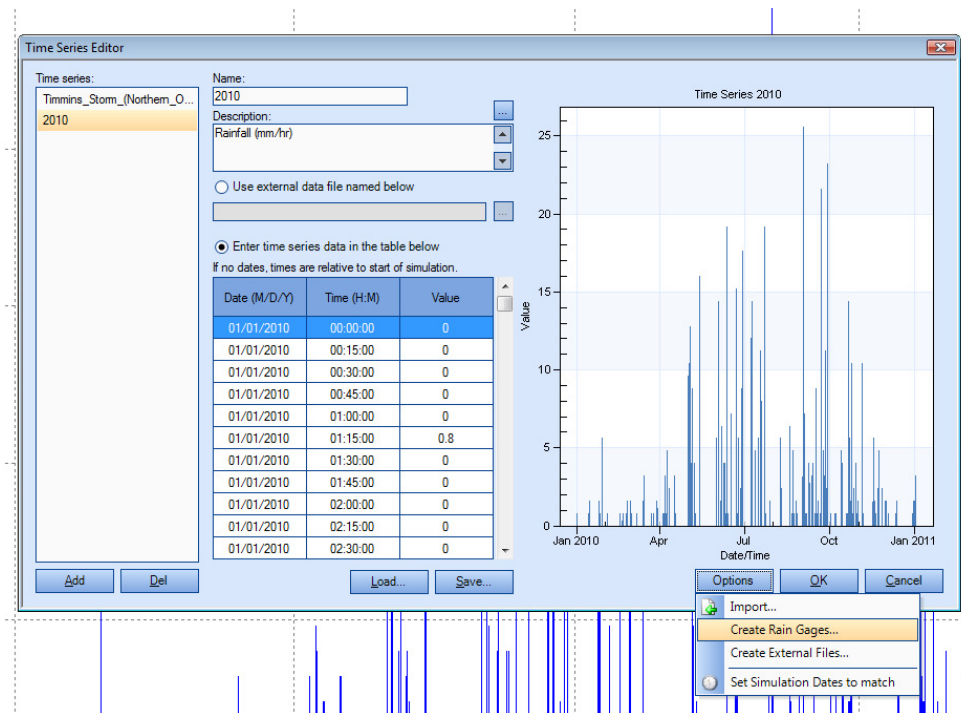 Time Series Editor
Time series:
Timmins_Storm_(Northern_O...
2010
Name:
2010
...
Description:
Rainfall (mm/hr)
Use external data file named below
...
Enter time series data in the table below
If no dates, times are relative to start of simulation.
Date (M/D/Y) Time (H:M) Value
01/01/2010 00:00:00 0
01/01/2010 00:15:00 0
01/01/2010 00:30:00 0
01/01/2010 00:45:00 0
01/01/2010 01:00:00 0
01/01/2010 01:15:00 0.8
01/01/2010 01:30:00 0
01/01/2010 01:45:00 0
01/01/2010 02:00:00 0
01/01/2010 02:15:00 0
01/01/2010 02:30:00 0
Add Del Load... Save...
Time Series 2010
25
20
15
10
5
0
Value
Jan 2010 Apr Jul Oct Jan 2011
Date/Time
Options OK Cancel
Import...
Create Rain Gages...
Create External Files...
Set Simulation Dates to match